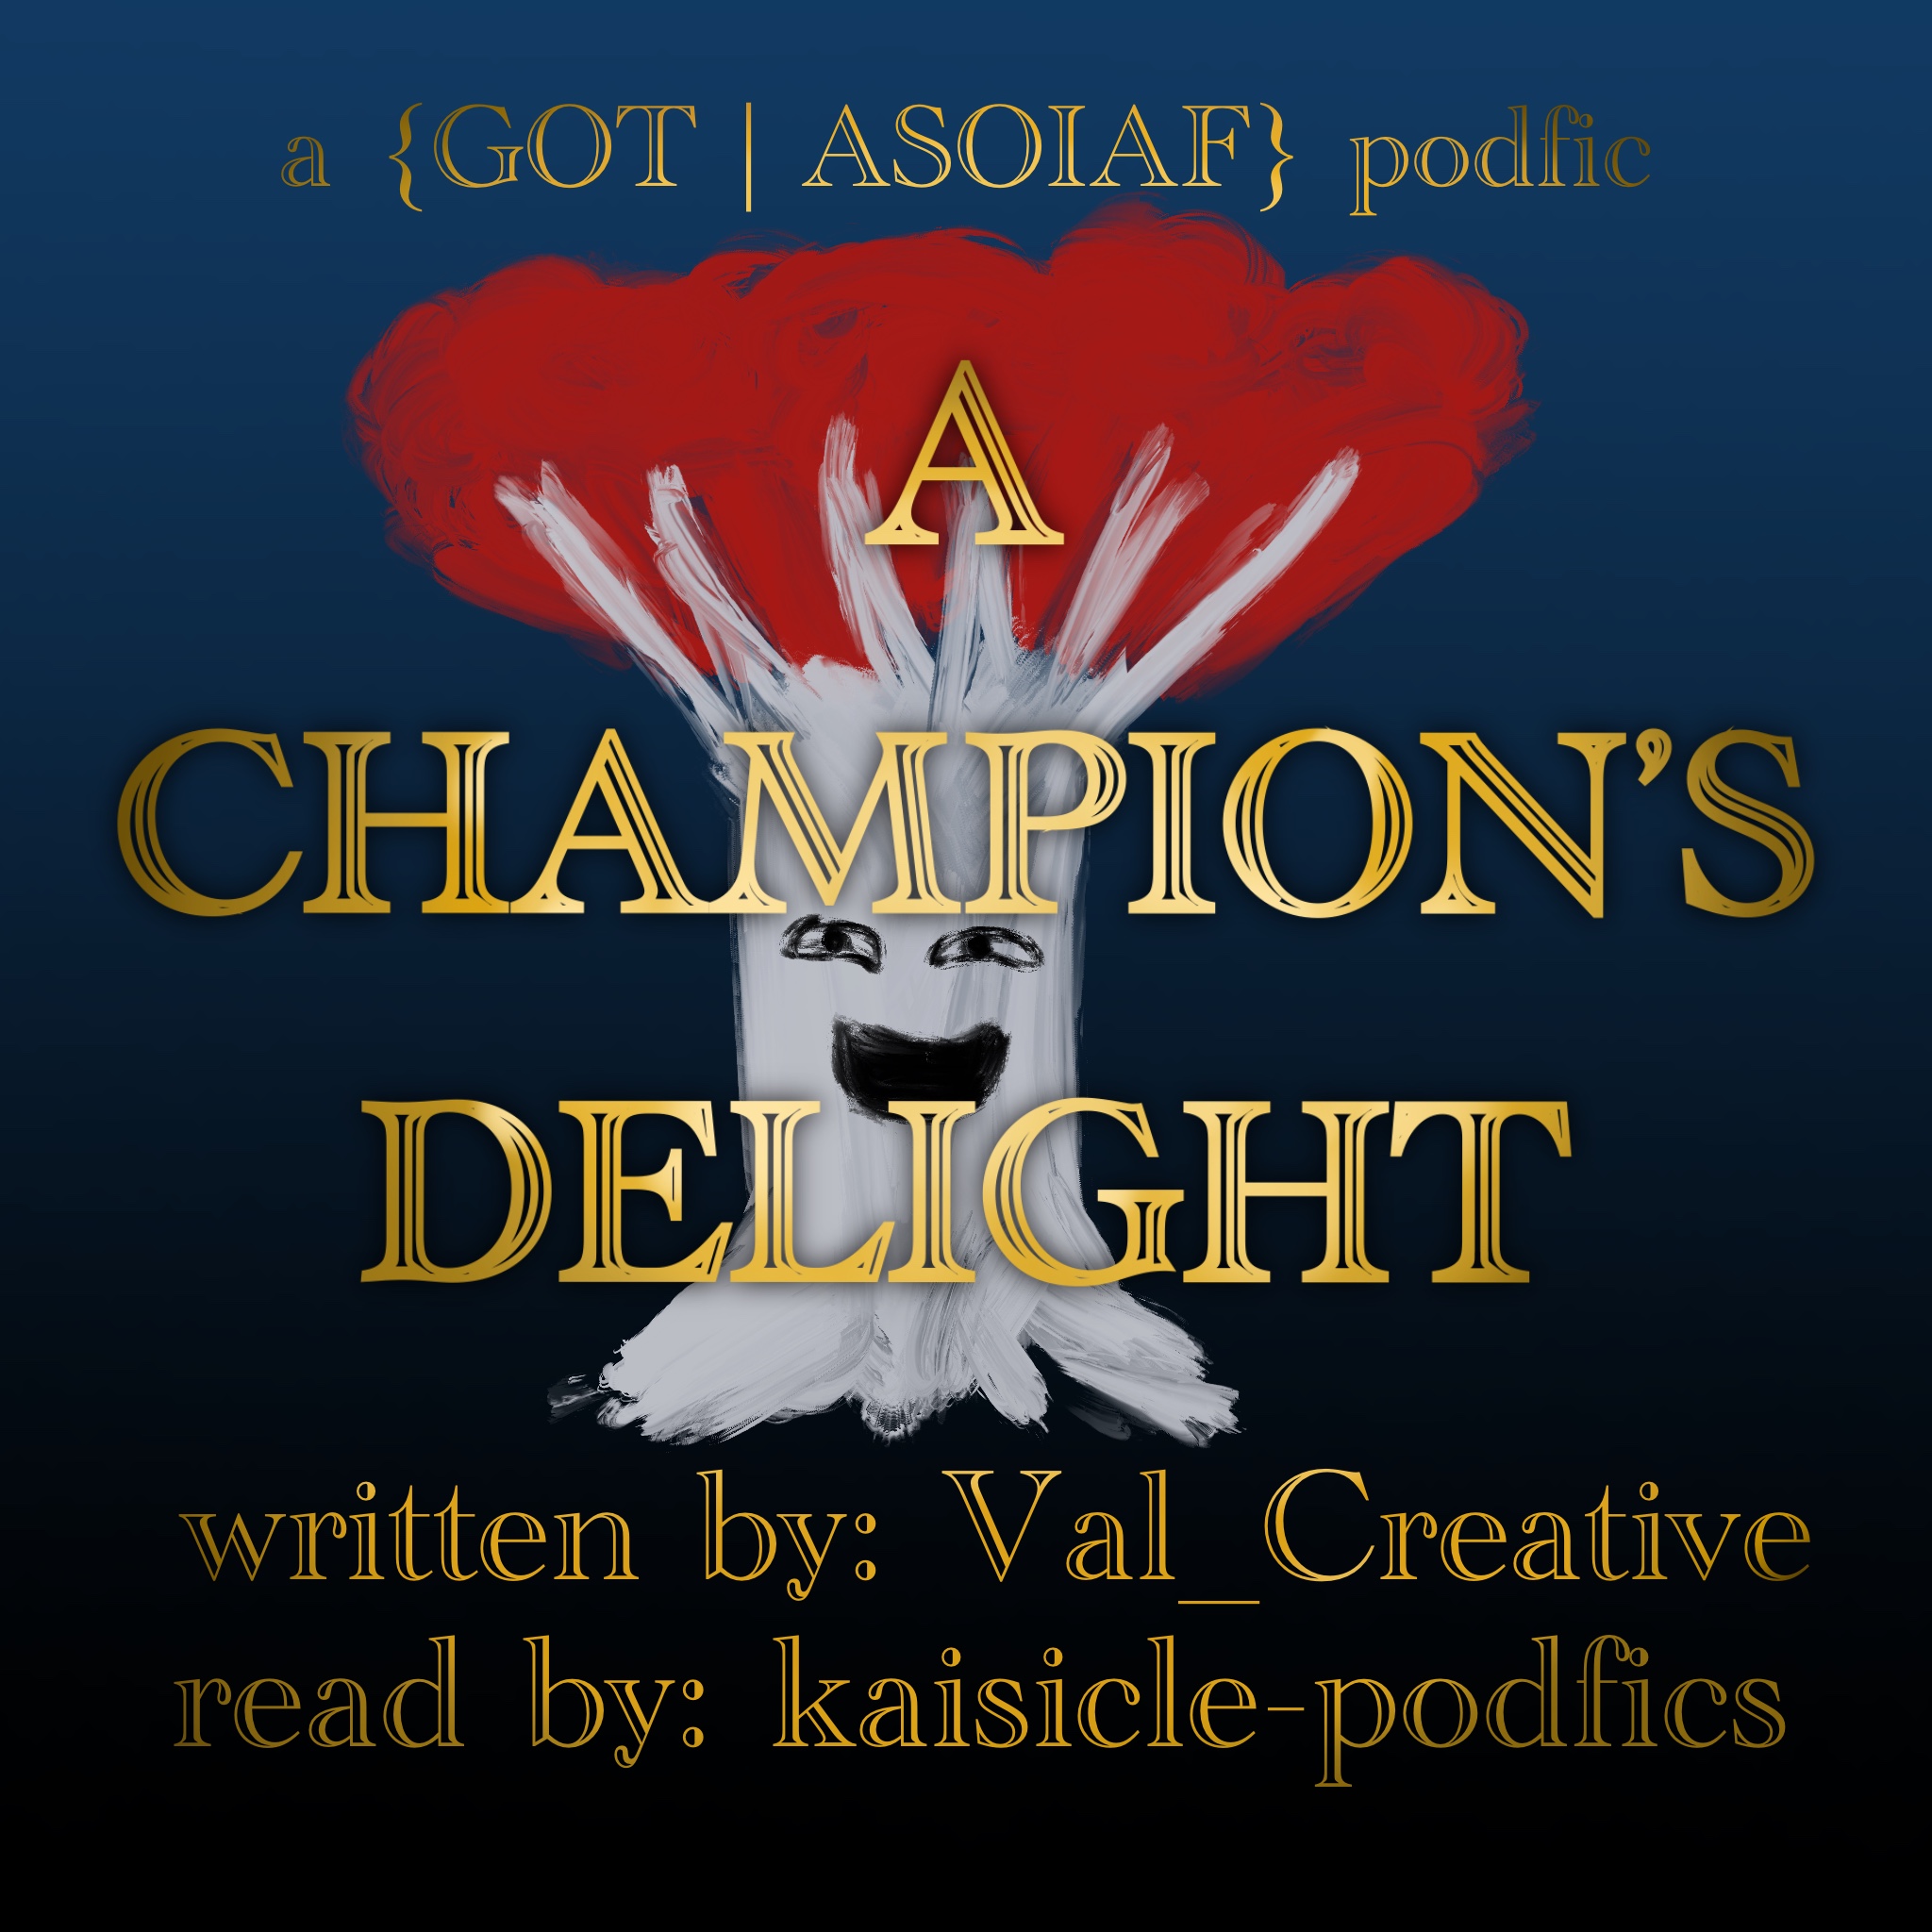 a {GOT | ASOIAF} podfic
A
CHAMPION’S
DELIGHT
written by: Val_Creative
read by: kaisicle-podfics